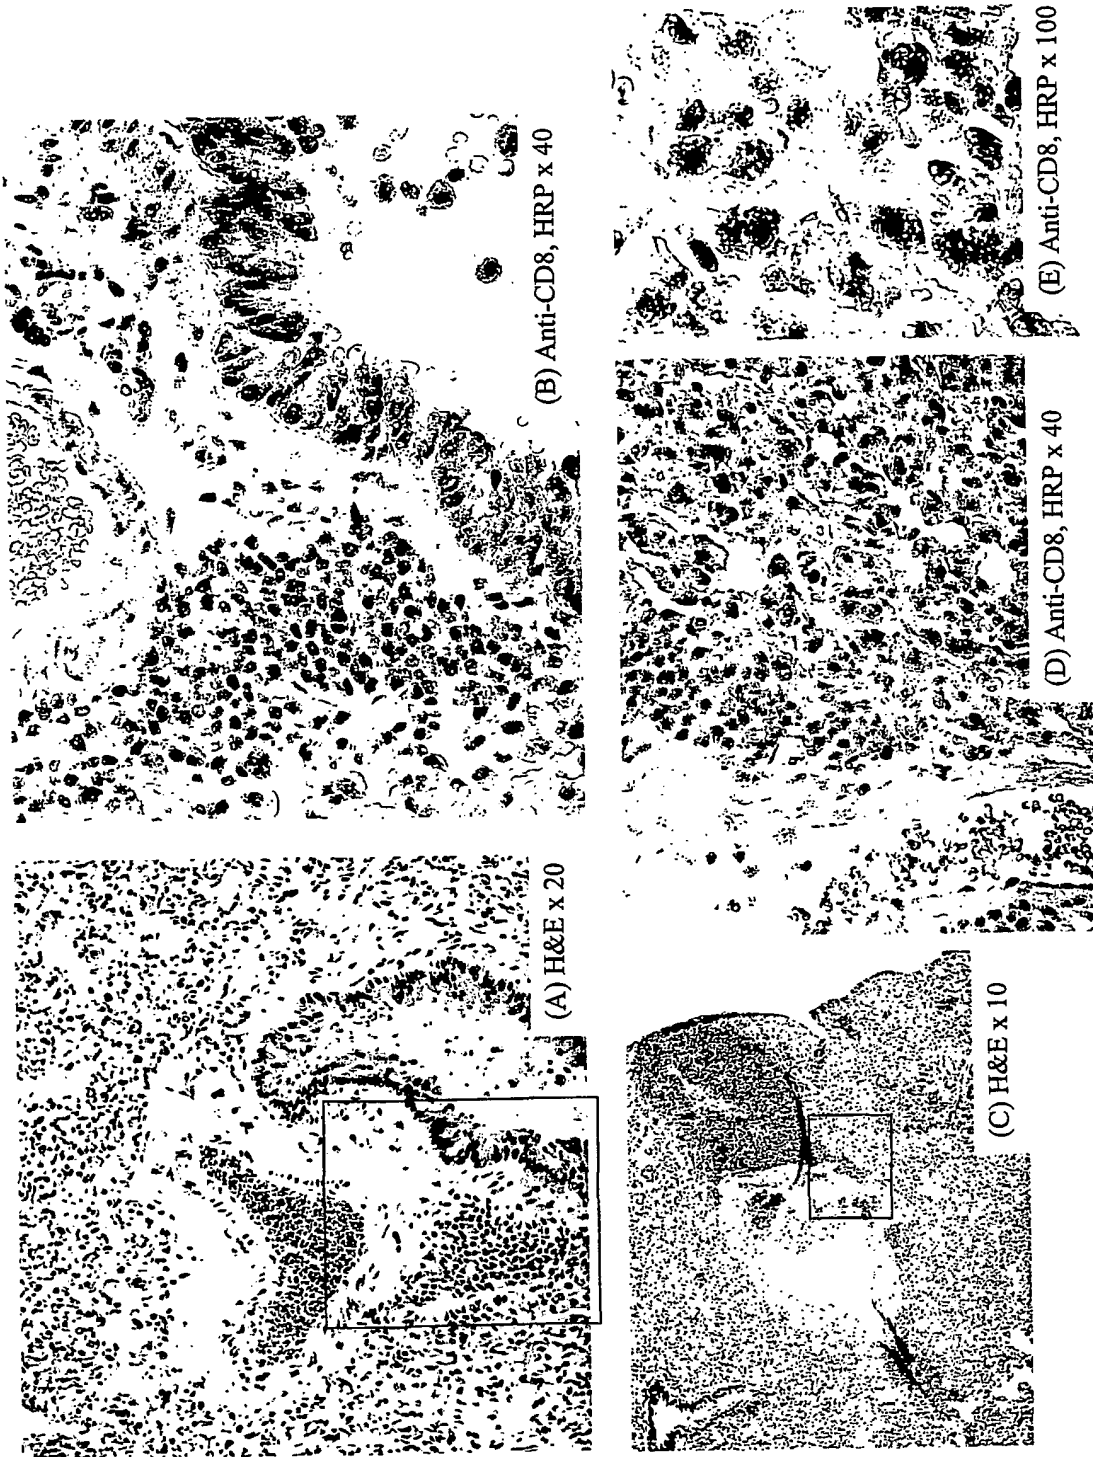 (A) H&E x 20
(B) Anti-CD8, HRP x 40
(C) H&E x 10
(D) Anti-CD8, HRP x 40
(E) Anti-CD8, HRP x 100